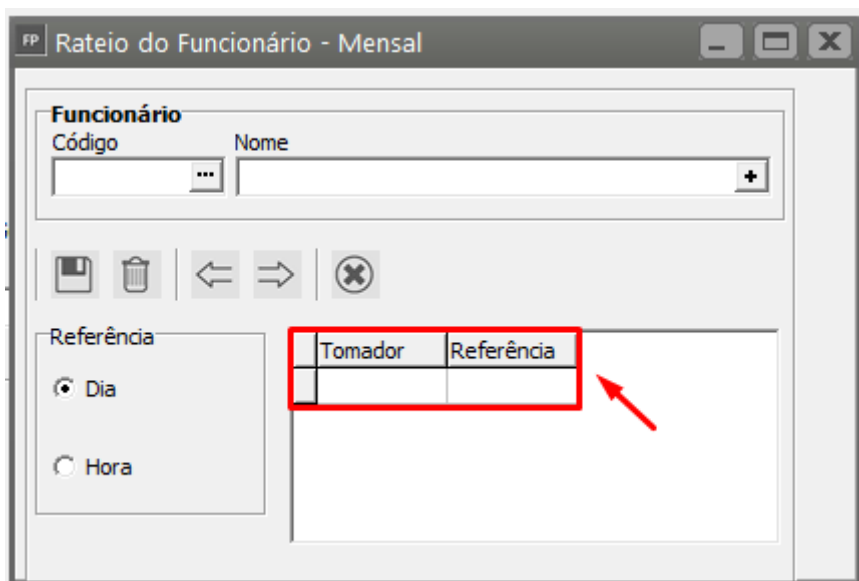 FP Rateio do Funcionário - Mensal
Funcionário
Código Nome
Referência
Tomador Referência
Dia
Hora